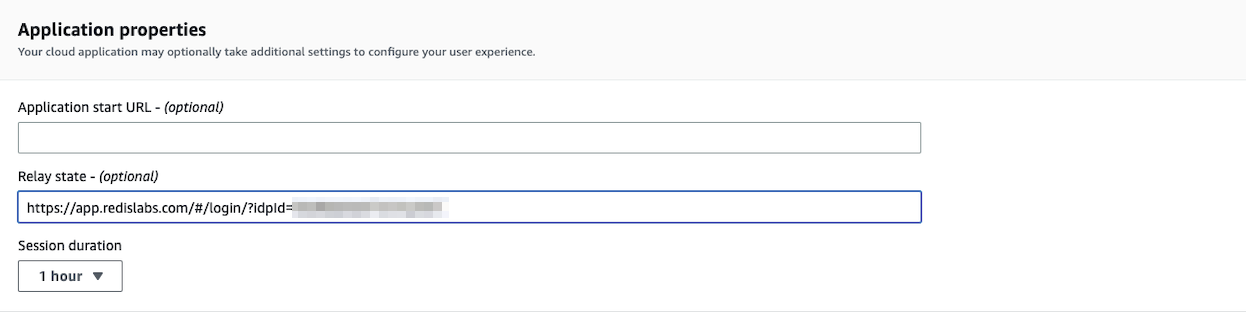 Application properties
Your cloud application may optionally take additional settings to configure your user experience.
Application start URL - (optional)
Relay state - (optional)
https://app.redislabs.com/#/login/?idpId=
Session duration
1 hour